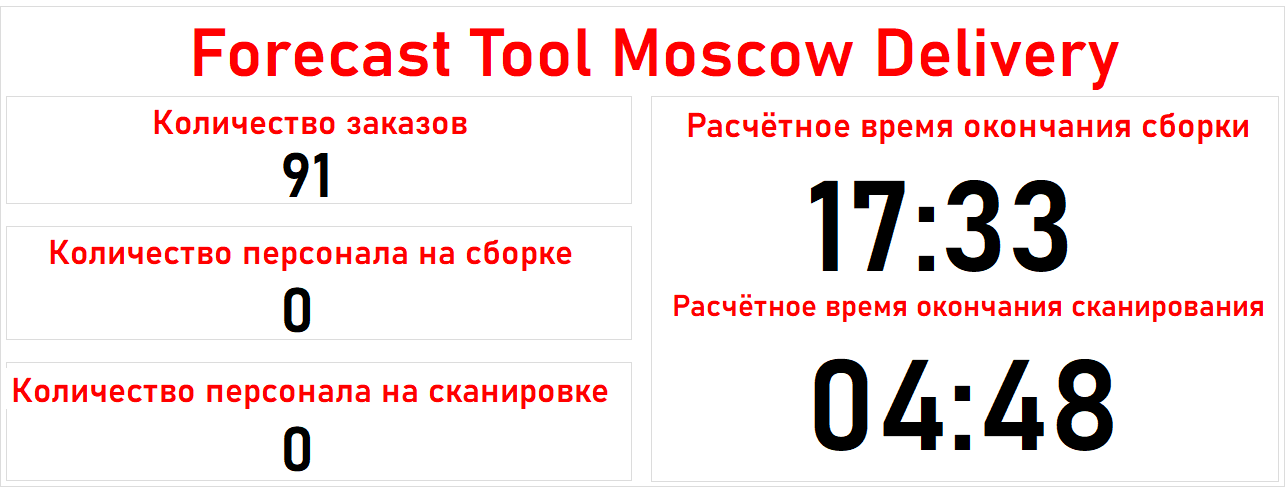 Forecast Tool Moscow Delivery
Количество заказов
91
Количество персонала на сборке
0
Количество персонала на сканировке
0
Расчётное время окончания сборки
17:33
Расчётное время окончания сканирования
04:48